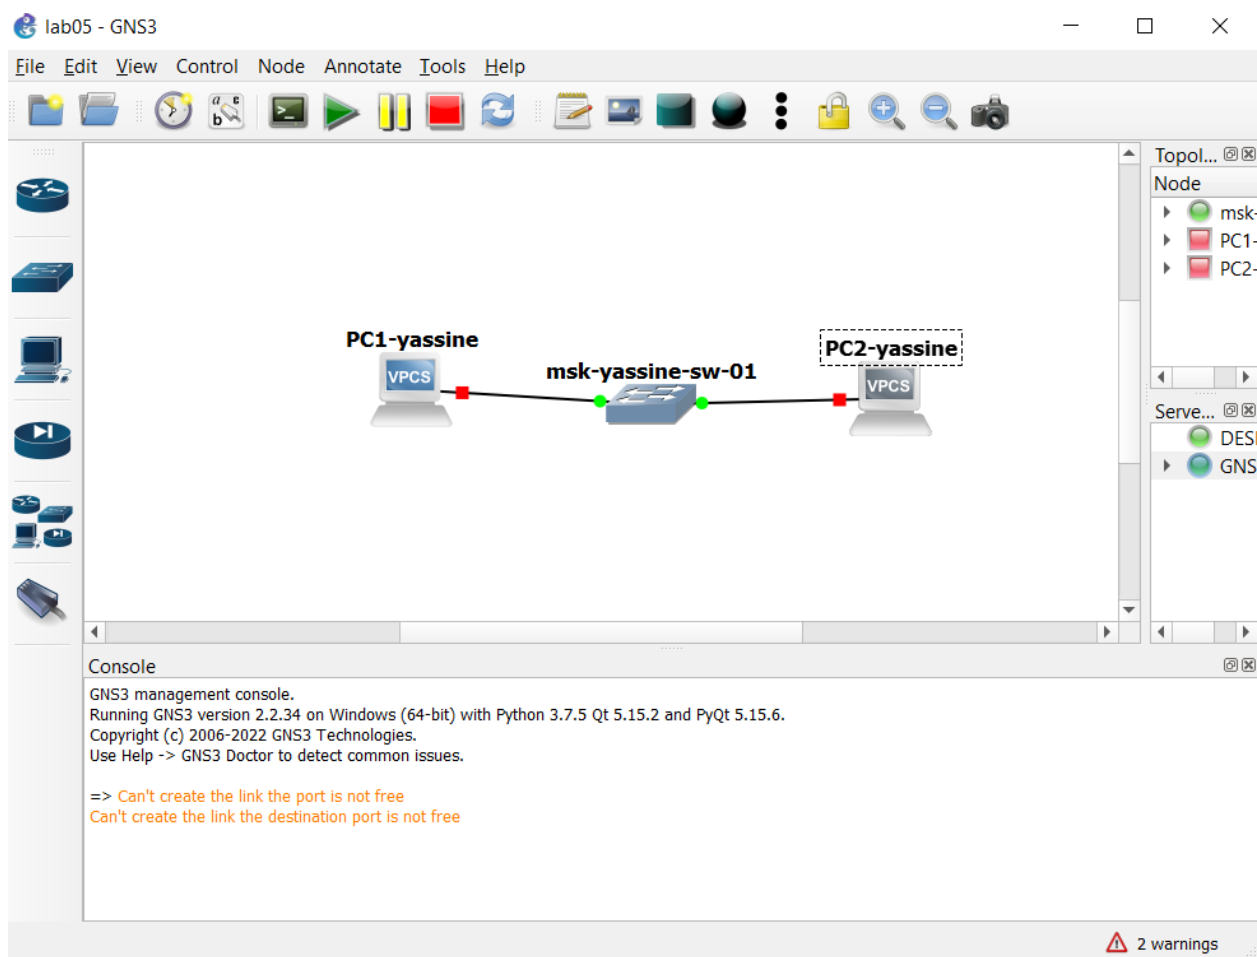 lab05 - GNS3
File Edit View Control Node Annotate Tools Help
Topol...
Node
msk-
PC1-
PC2-
PC1-yassine
VPCS
msk-yassine-sw-01
PC2-yassine
VPCS
Serve...
DES
GNS
Console
GNS3 management console.
Running GNS3 version 2.2.34 on Windows (64-bit) with Python 3.7.5 Qt 5.15.2 and PyQt 5.15.6.
Copyright (c) 2006-2022 GNS3 Technologies.
Use Help -> GNS3 Doctor to detect common issues.
=> Can't create the link the port is not free
Can't create the link the destination port is not free
2 warnings